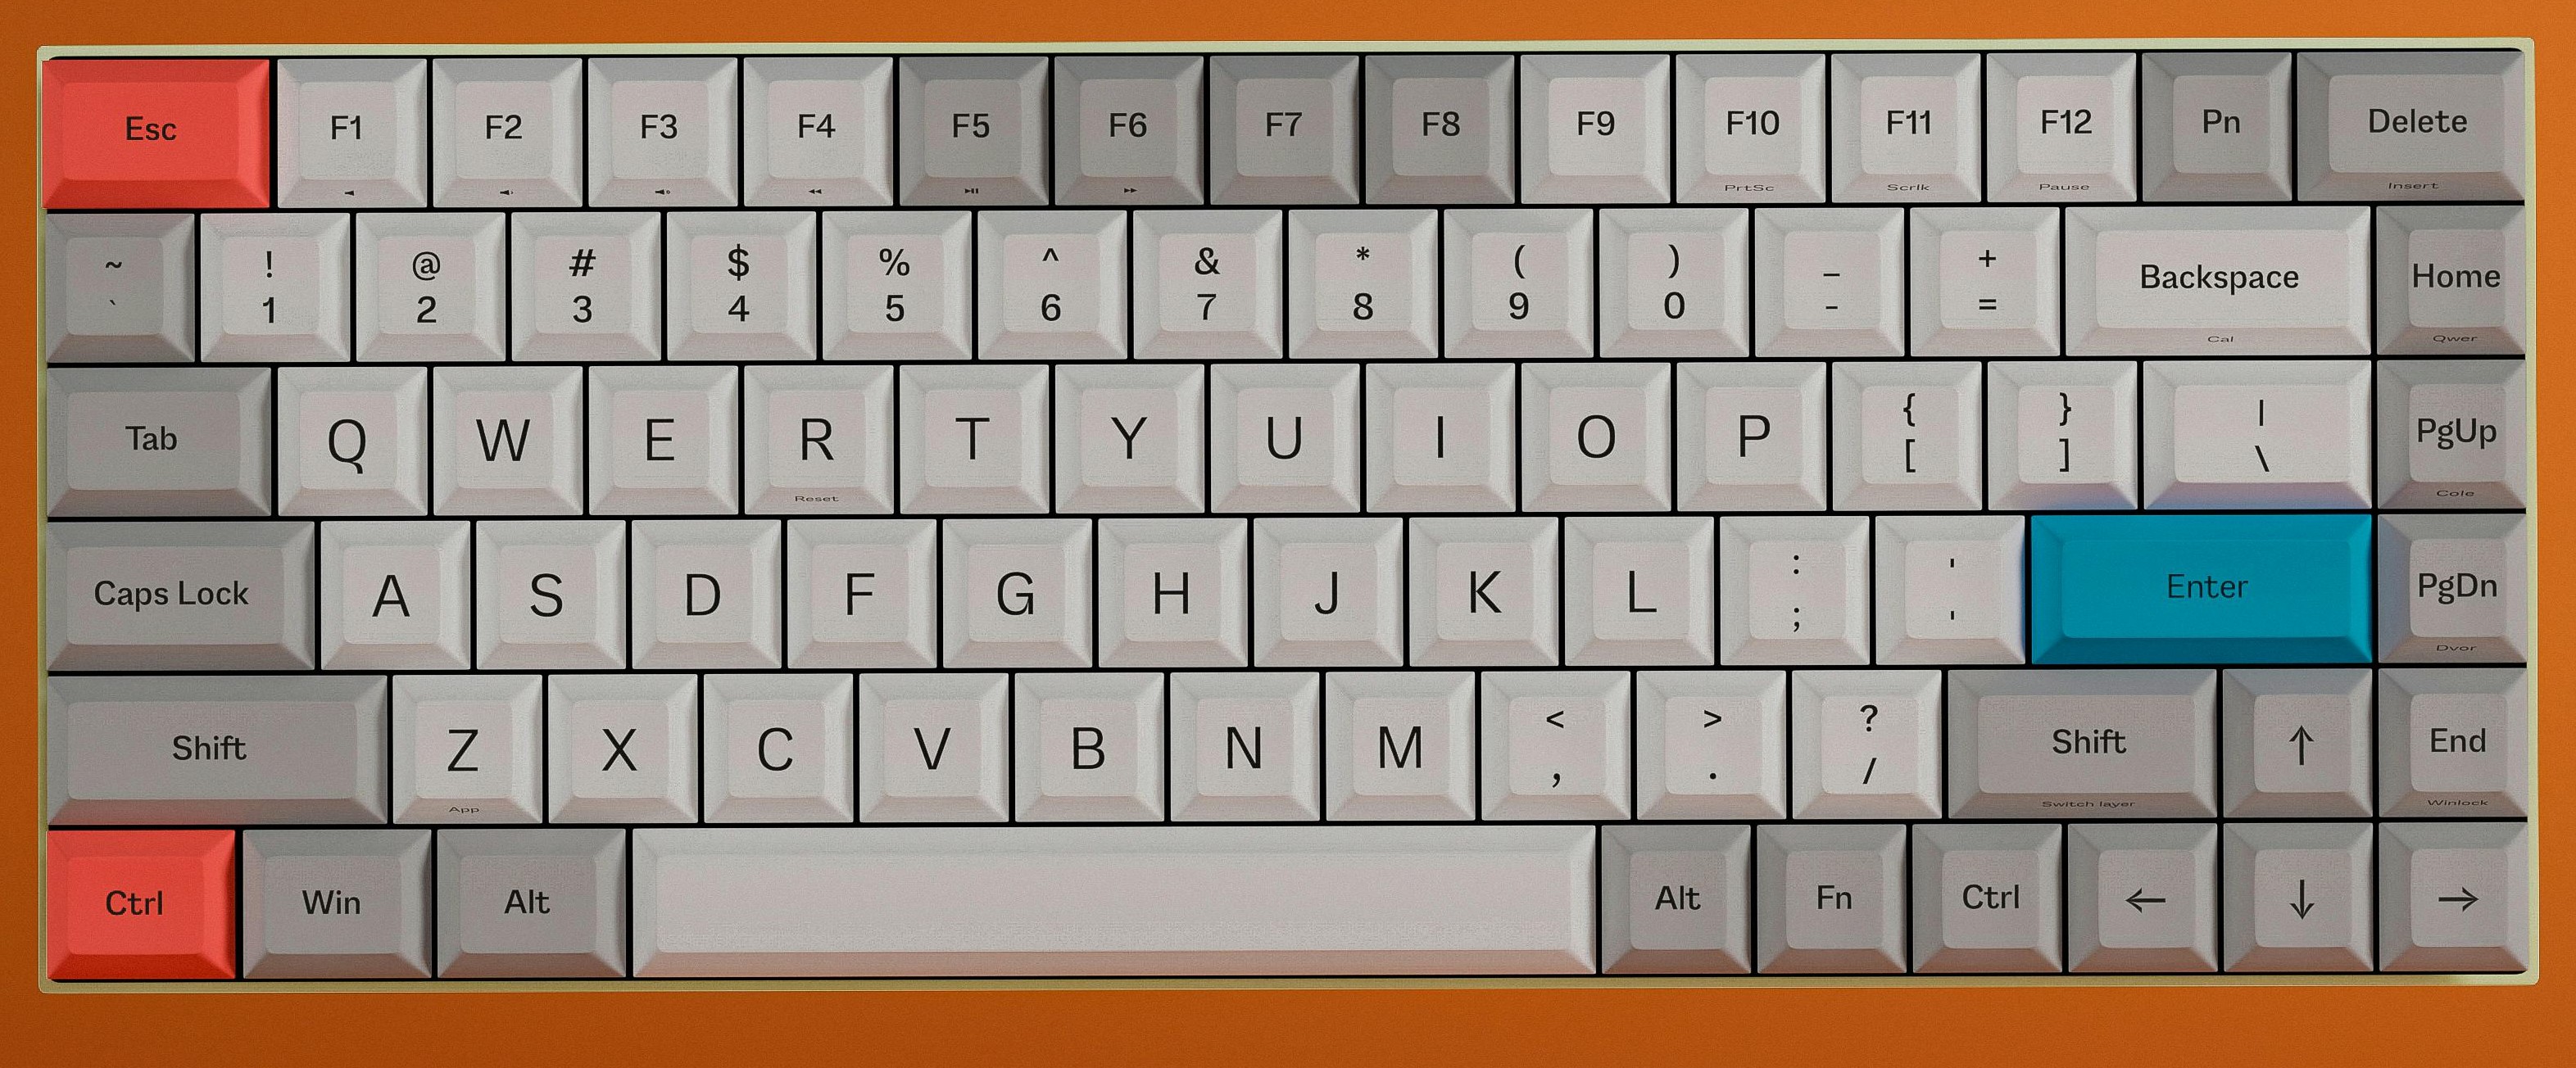 Esc F1 F2 F3 F4 F5 F6 F7 F8 F9 F10 F11 F12 Pn Delete
PrtSc Scrlk Pause Insert
~ ! @ # $ % ^ & * ( ) _ + Backspace Home
` 1 2 3 4 5 6 7 8 9 0 - =
Cal Qwer
Tab Q W E R T Y U I O P { } | PgUp
[ ] \
Reset Cole
Caps Lock A S D F G H J K L : ' Enter PgDn
; '
Dvor
Shift Z X C V B N M < > ? Shift ↑ End
, . /
App Switch layer Winlock
Ctrl Win Alt Alt Fn Ctrl ← ↓ →